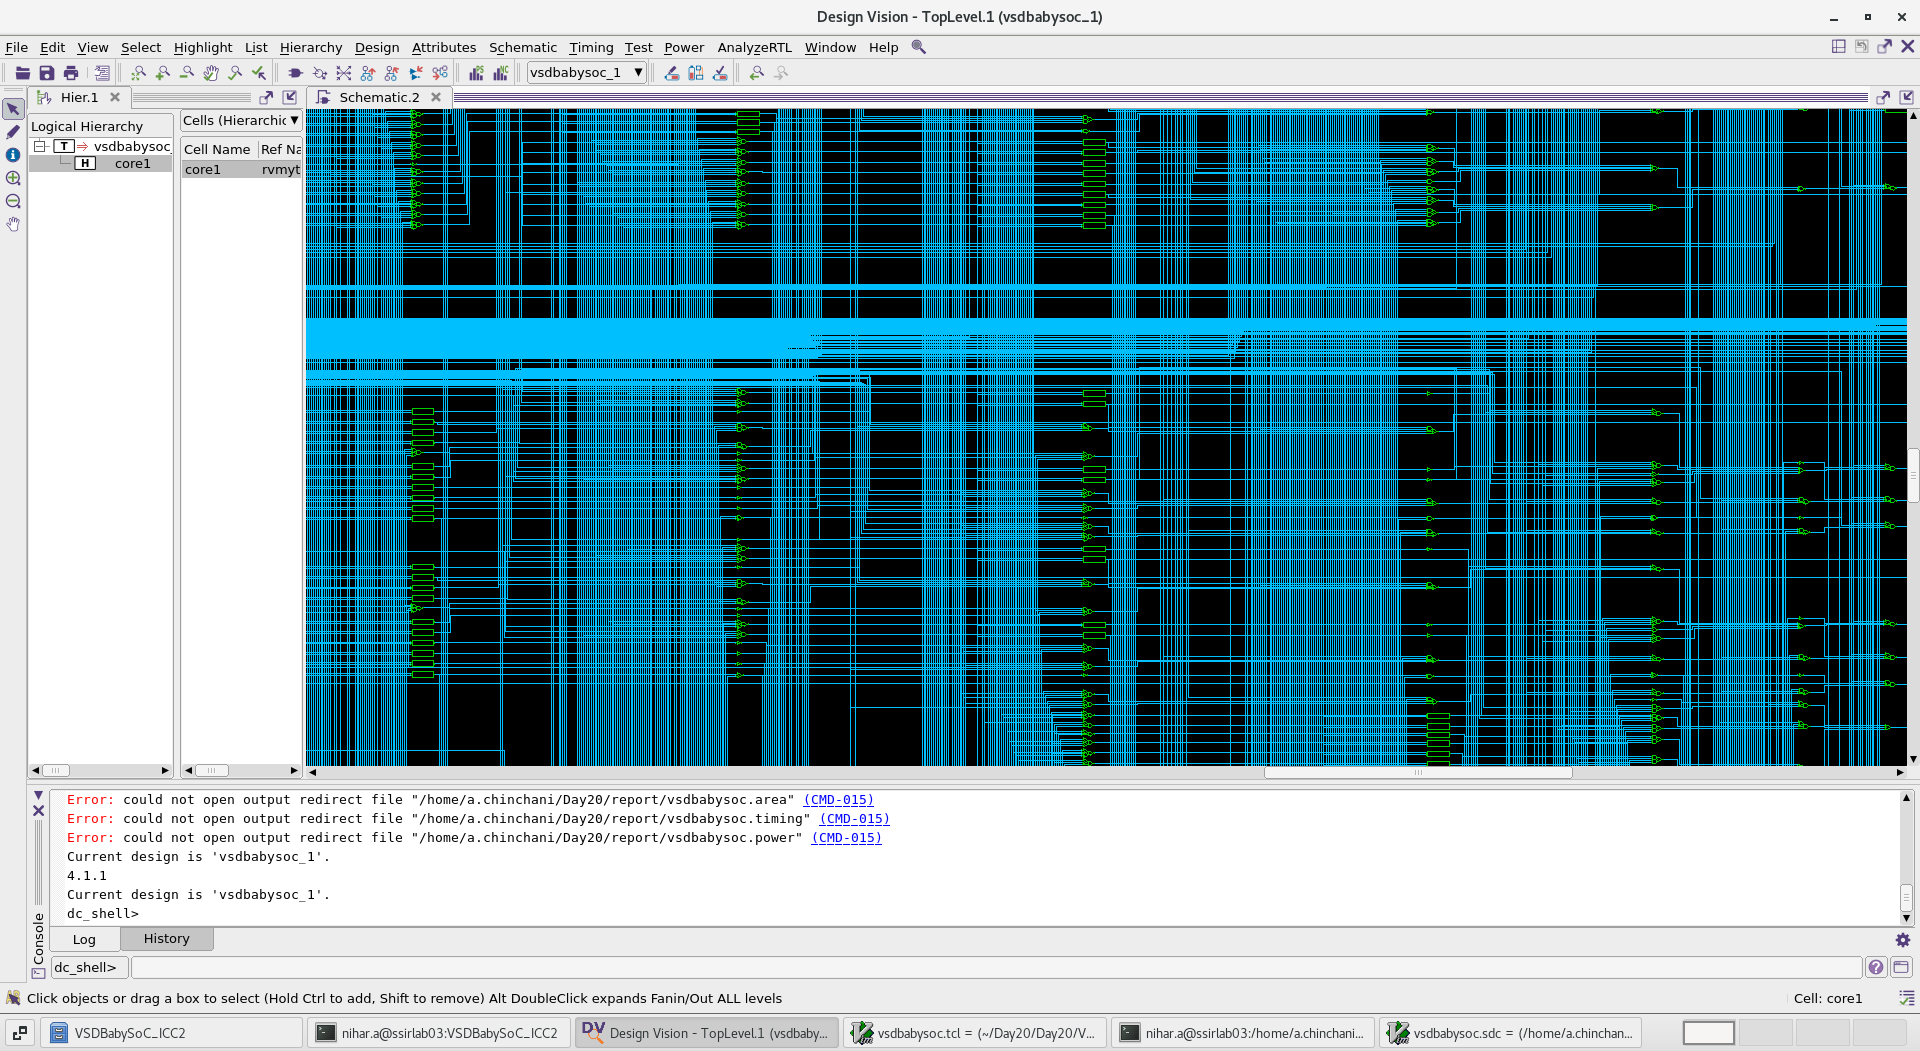 Design Vision - TopLevel.1 (vsdbabysoc_1)
File Edit View Select Highlight List Hierarchy Design Attributes Schematic Timing Test Power AnalyzeRTL Window Help
vsdbabysoc_1
Hier.1
Schematic.2
Logical Hierarchy
T vsdbabysoc_
H core1
Cells (Hierarchic
Cell Name Ref Na
core1 rvmyt
Error: could not open output redirect file "/home/a.chinchani/Day20/report/vsdbabysoc.area" (CMD-015)
Error: could not open output redirect file "/home/a.chinchani/Day20/report/vsdbabysoc.timing" (CMD-015)
Error: could not open output redirect file "/home/a.chinchani/Day20/report/vsdbabysoc.power" (CMD-015)
Current design is 'vsdbabysoc_1'.
4.1.1
Current design is 'vsdbabysoc_1'.
dc_shell>
Console
Log History
dc_shell>
Click objects or drag a box to select (Hold Ctrl to add, Shift to remove) Alt DoubleClick expands Fanin/Out ALL levels
Cell: core1
VSDBabySoC_ICC2
nihar.a@ssirlab03:VSDBabySoC_ICC2
DV Design Vision - TopLevel.1 (vsdbaby...
vsdbabysoc.tcl = (~/Day20/Day20/V...
nihar.a@ssirlab03:/home/a.chinchani...
vsdbabysoc.sdc = (/home/a.chinchan...